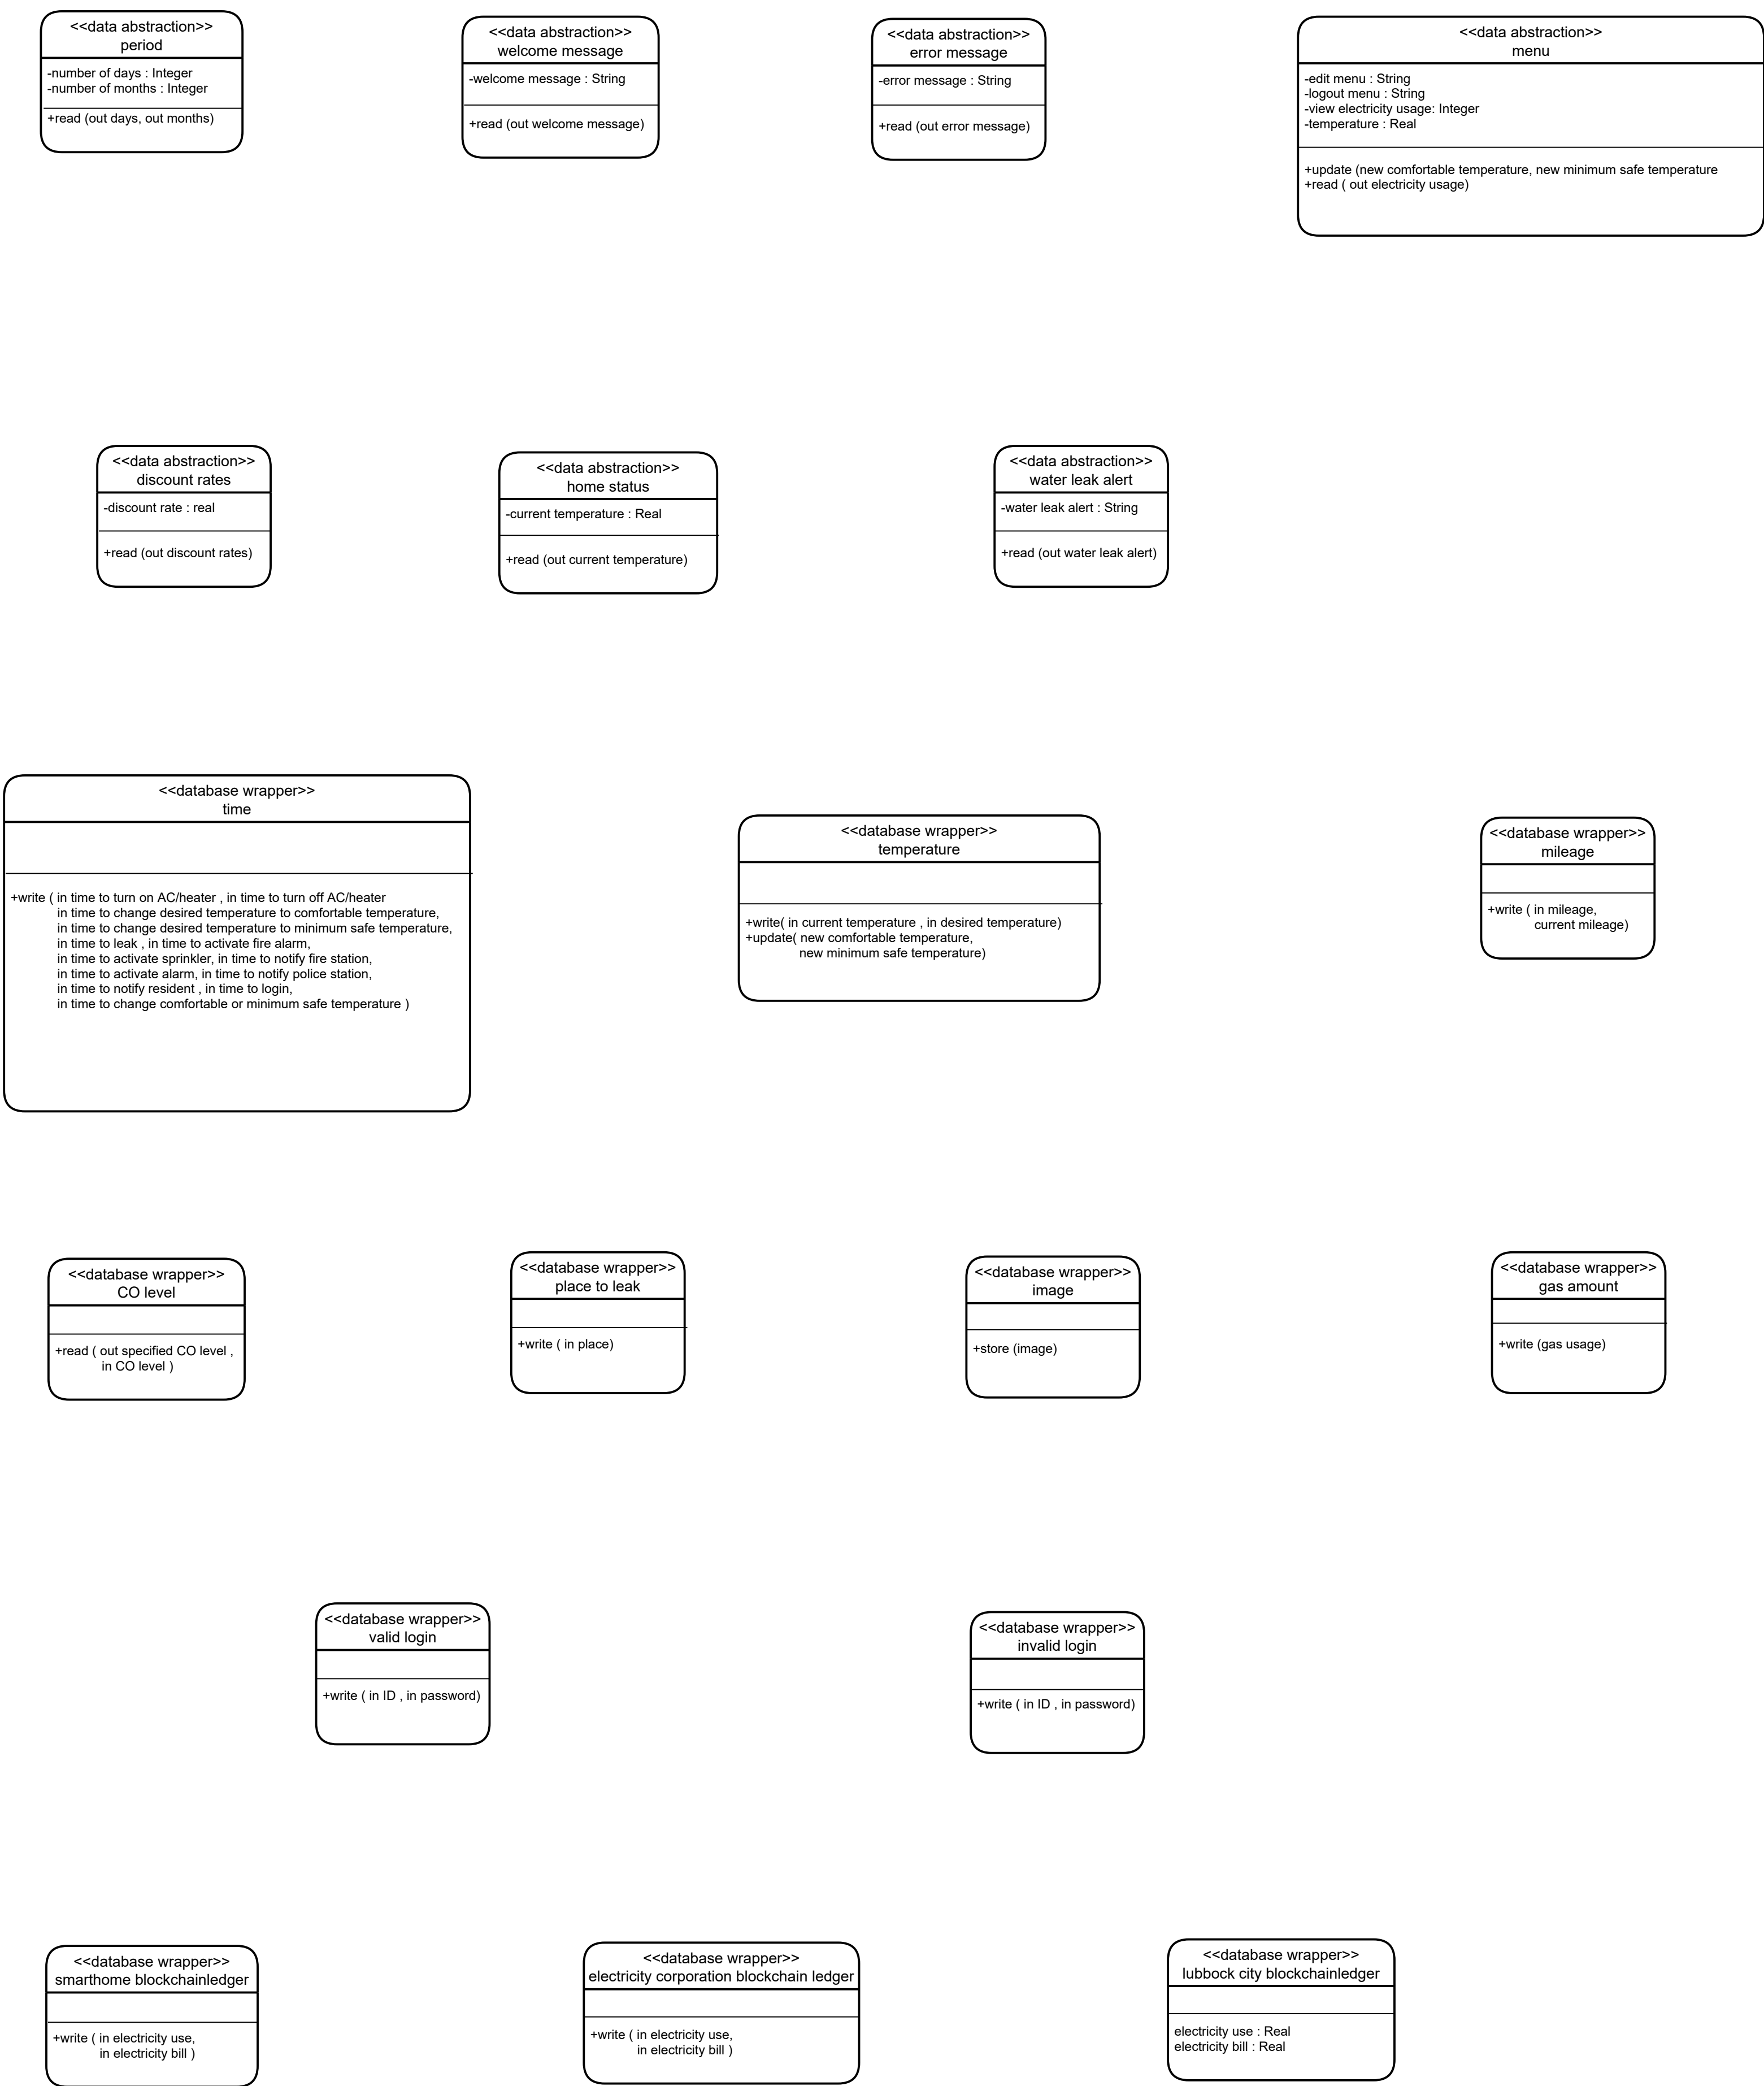 <<data abstraction>>
period
-number of days : Integer
-number of months : Integer
+read (out days, out months)
<<data abstraction>>
welcome message
-welcome message : String
+read (out welcome message)
<<data abstraction>>
error message
-error message : String
+read (out error message)
<<data abstraction>>
menu
-edit menu : String
-logout menu : String
-view electricity usage: Integer
-temperature : Real
+update (new comfortable temperature, new minimum safe temperature
+read ( out electricity usage)
<<data abstraction>>
discount rates
-discount rate : real
+read (out discount rates)
<<data abstraction>>
home status
-current temperature : Real
+read (out current temperature)
<<data abstraction>>
water leak alert
-water leak alert : String
+read (out water leak alert)
<<database wrapper>>
time
+write ( in time to turn on AC/heater , in time to turn off AC/heater
in time to change desired temperature to comfortable temperature,
in time to change desired temperature to minimum safe temperature,
in time to leak , in time to activate fire alarm,
in time to activate sprinkler, in time to notify fire station,
in time to activate alarm, in time to notify police station,
in time to notify resident , in time to login,
in time to change comfortable or minimum safe temperature )
<<database wrapper>>
temperature
+write( in current temperature , in desired temperature)
+update( new comfortable temperature,
new minimum safe temperature)
<<database wrapper>>
mileage
+write ( in mileage,
current mileage)
<<database wrapper>>
CO level
+read ( out specified CO level ,
in CO level )
<<database wrapper>>
place to leak
+write ( in place)
<<database wrapper>>
image
+store (image)
<<database wrapper>>
gas amount
+write (gas usage)
<<database wrapper>>
valid login
+write ( in ID , in password)
<<database wrapper>>
invalid login
+write ( in ID , in password)
<<database wrapper>>
smarthome blockchainledger
+write ( in electricity use,
in electricity bill )
<<database wrapper>>
electricity corporation blockchain ledger
+write ( in electricity use,
in electricity bill )
<<database wrapper>>
lubbock city blockchainledger
electricity use : Real
electricity bill : Real